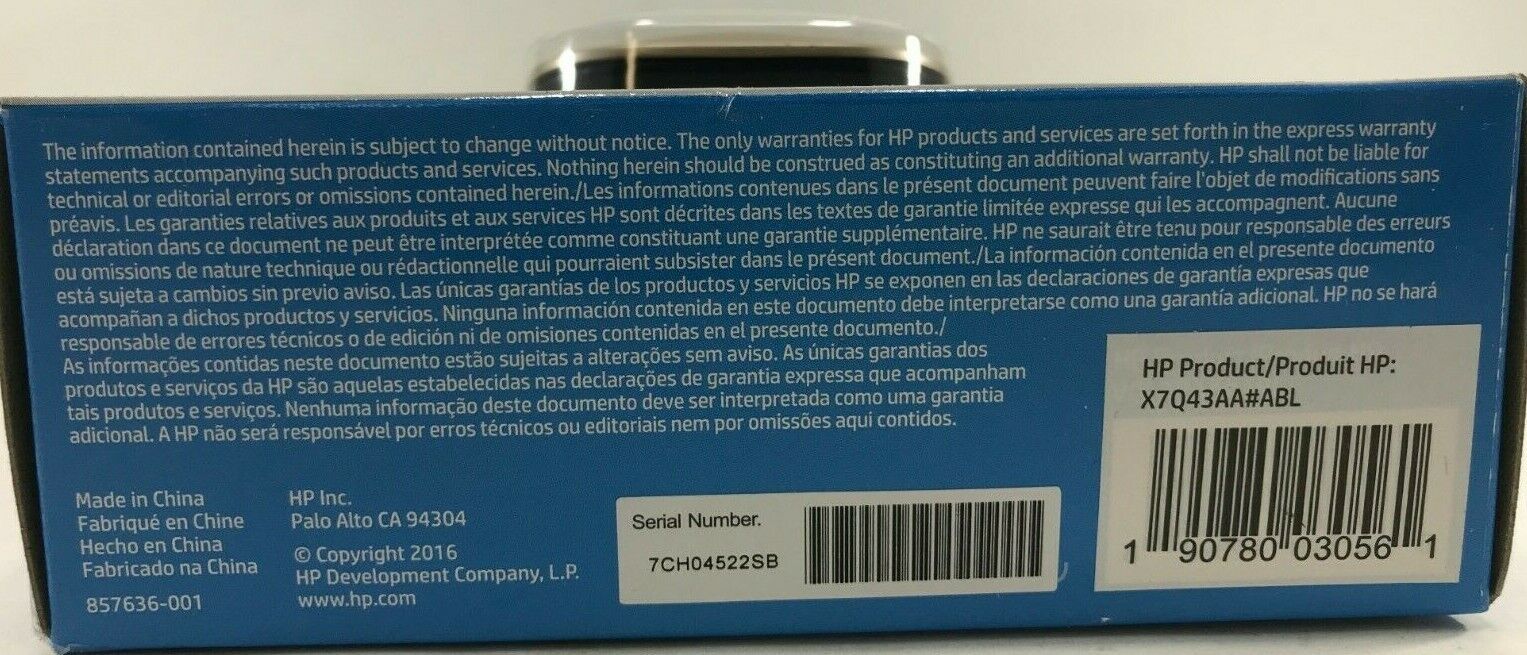 The information contained herein is subject to change without notice. The only warranties for HP products and services are set forth in the express warranty
statements accompanying such products and services. Nothing herein should be construed as constituting an additional warranty. HP shall not be liable for
technical or editorial errors or omissions contained herein./Les informations contenues dans le présent document peuvent faire l'objet de modifications sans
préavis. Les garanties relatives aux produits et aux services HP sont décrites dans les textes de garantie limitée expresse qui les accompagnent. Aucune
déclaration dans ce document ne peut être interprétée comme constituant une garantie supplémentaire. HP ne saurait être tenu pour responsable des erreurs
ou omissions de nature technique ou rédactionnelle qui pourraient subsister dans le présent document./La información contenida en el presente documento
está sujeta a cambios sin previo aviso. Las únicas garantías de los productos y servicios HP se exponen en las declaraciones de garantía expresas que
acompañan a dichos productos y servicios. Ninguna información contenida en este documento debe interpretarse como una garantía adicional. HP no se hará
responsable de errores técnicos o de edición ni de omisiones contenidas en el presente documento./
As informações contidas neste documento estão sujeitas a alterações sem aviso. As únicas garantias dos
produtos e serviços da HP são aquelas estabelecidas nas declarações de garantia expressa que acompanham
tais produtos e serviços. Nenhuma informação deste documento deve ser interpretada como uma garantia
adicional. A HP não será responsável por erros técnicos ou editoriais nem por omissões aqui contidos.
HP Product/Produit HP:
X7Q43AA#ABL
1 90780 03056 1
Made in China
Fabriqué en Chine
Hecho en China
Fabricado na China
857636-001
HP Inc.
Palo Alto CA 94304
© Copyright 2016
HP Development Company, L.P.
www.hp.com
Serial Number.
7CH04522SB